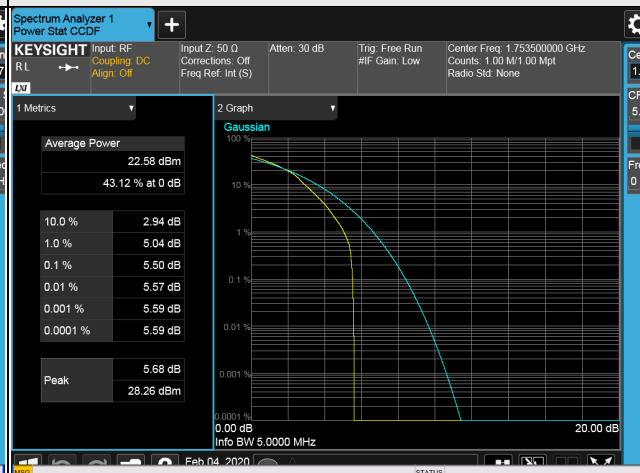 Spectrum Analyzer 1
Power Stat CCDF
+
KEYSIGHT
R L
LXI
Input: RF
Coupling: DC
Align: Off
Input Z: 50 Ω
Corrections: Off
Freq Ref: Int (S)
Atten: 30 dB
Trig: Free Run
#IF Gain: Low
Center Freq: 1.753500000 GHz
Counts: 1.00 M/1.00 Mpt
Radio Std: None
1 Metrics
Average Power
22.58 dBm
43.12 % at 0 dB
10.0 % 2.94 dB
1.0 % 5.04 dB
0.1 % 5.50 dB
0.01 % 5.57 dB
0.001 % 5.59 dB
0.0001 % 5.59 dB
Peak
5.68 dB
28.26 dBm
2 Graph
Gaussian
100 %
10 %
1 %
0.1 %
0.01 %
0.001 %
0.0001 %
0.00 dB 20.00 dB
Info BW 5.0000 MHz
Feb 04, 2020
MSG STATUS